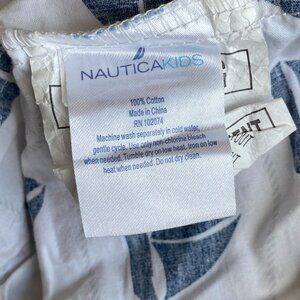 NAUTICAKIDS
100% Cotton
Made in China
RN 102074
Machine wash separately in cold water,
gentle cycle. Use only non-chlorine bleach
when needed. Tumble dry on low heat. Iron on low
heat when needed. Do not dry clean.